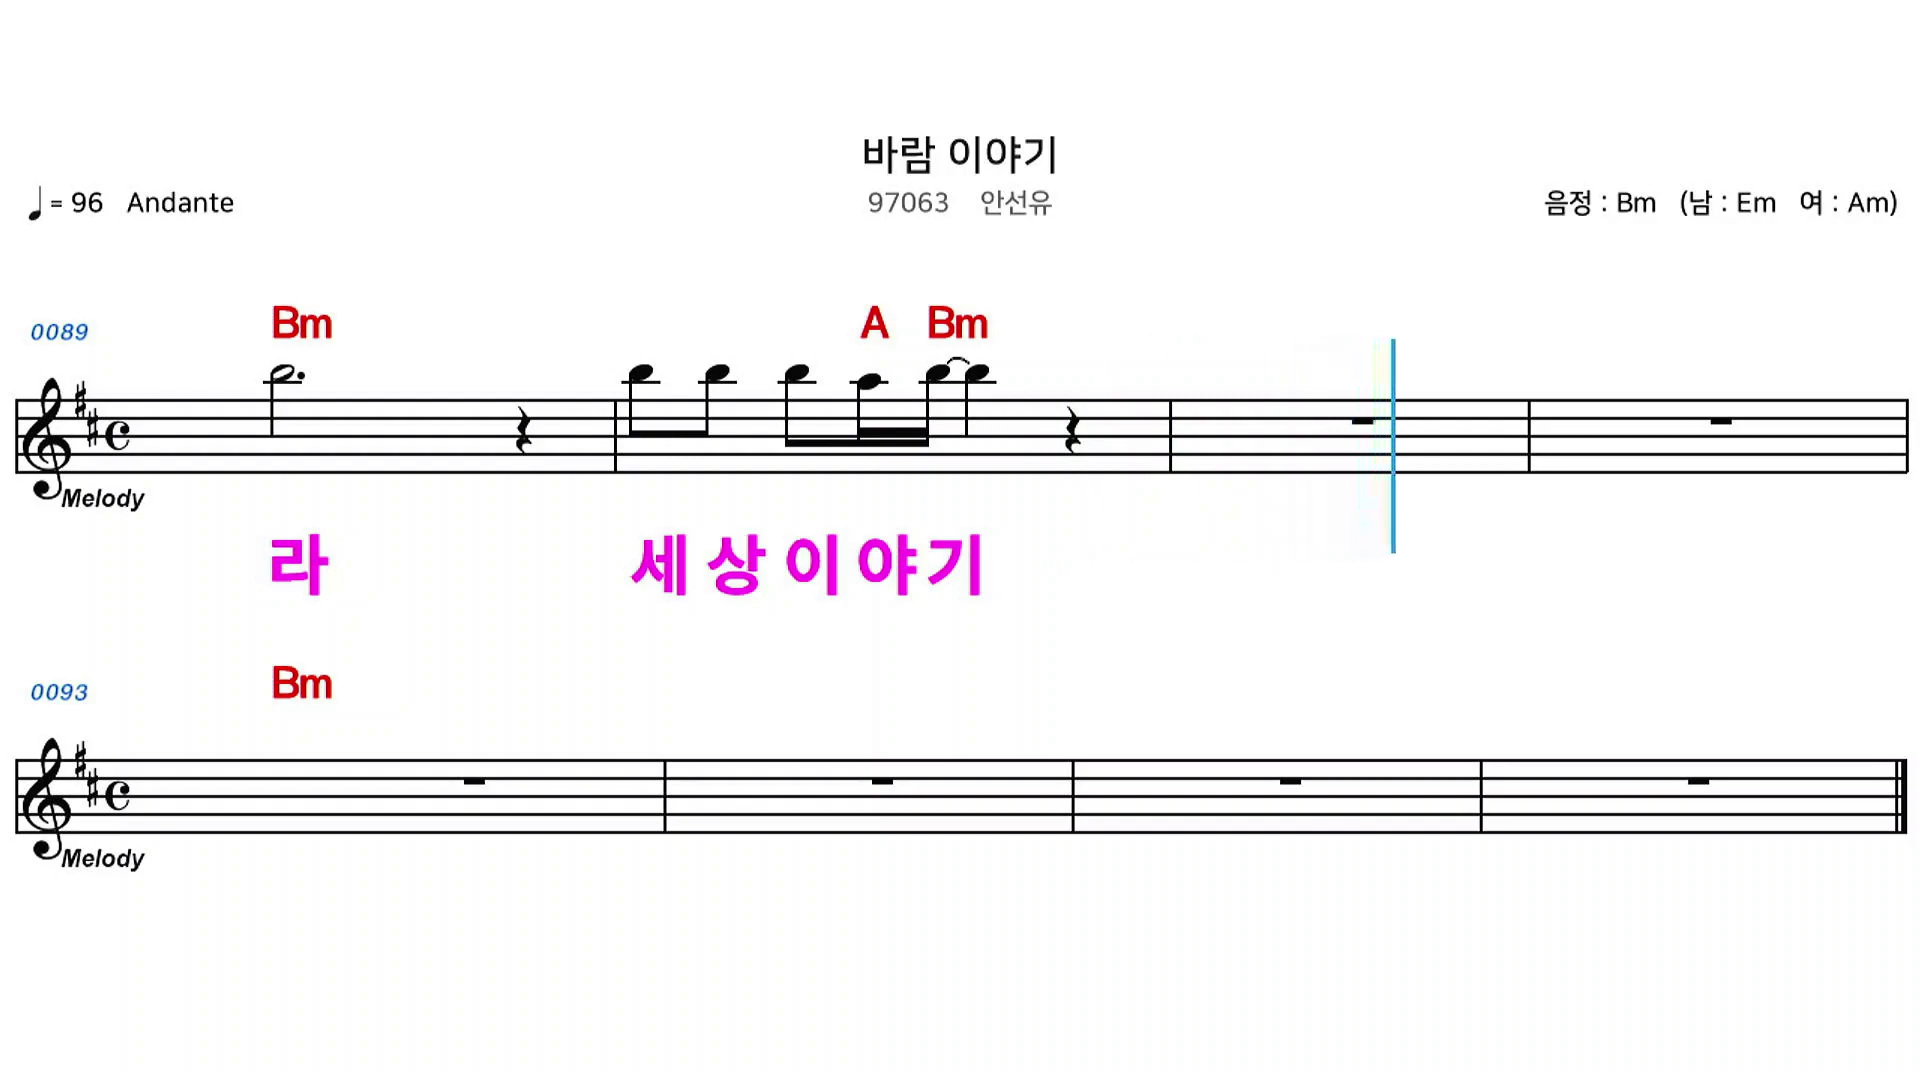 바람 이야기
= 96 Andante
97063 안선유
음정 : Bm (남 : Em 여 : Am)
0089
Bm A Bm
Melody
라 세 상 이 야 기
0093
Bm
Melody